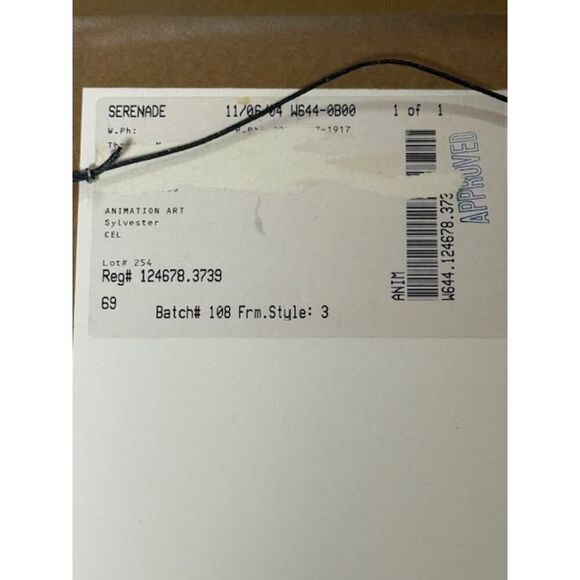 SERENADE 11/06/04 W644-0B00 1 of 1
W.Ph: -1917
ANIMATION ART
Sylvester
CEL
Lot# 254
Reg# 124678.3739
69 Batch# 108 Frm.Style: 3
ANIM
W644.124678.373
APPROVED